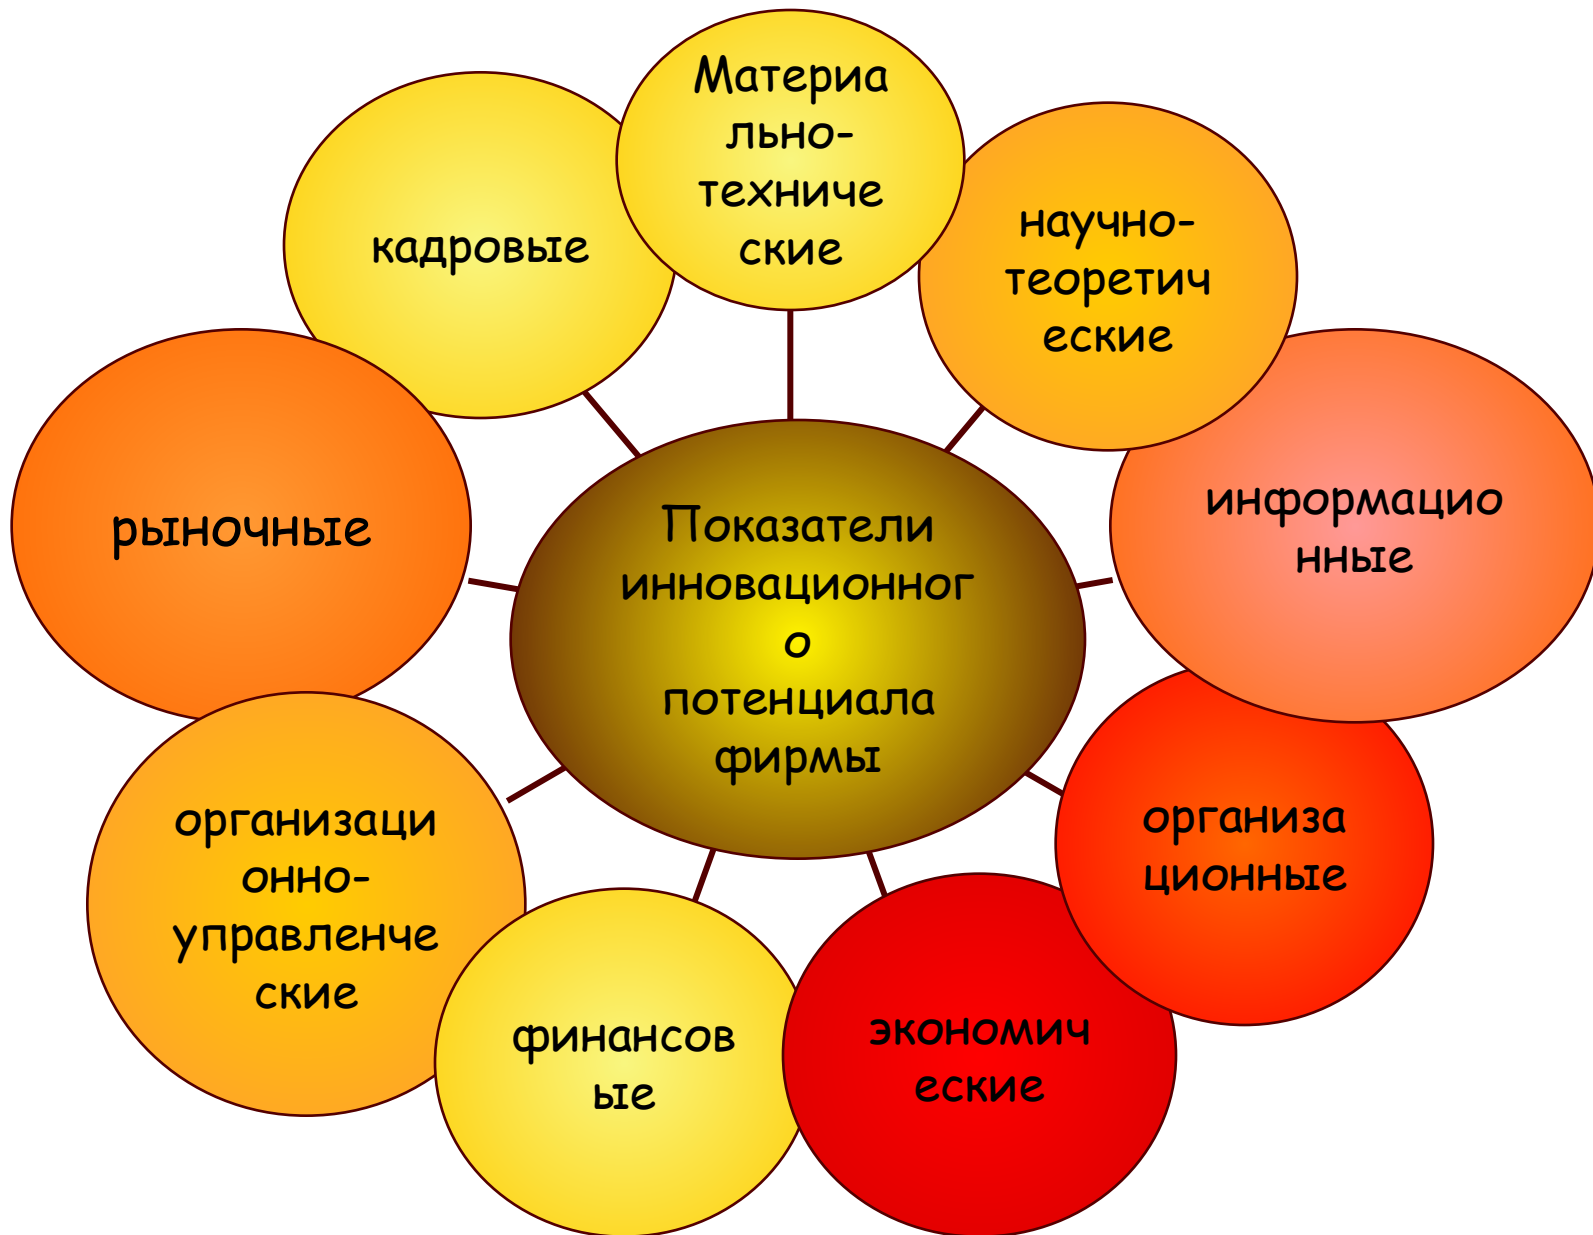 Материа
льно-
техниче
ские
научно-
теоретич
еские
информацио
нные
организа
ционные
экономич
еские
финансов
ые
организаци
онно-
управленче
ские
рыночные
кадровые
Показатели
инновационног
о
потенциала
фирмы